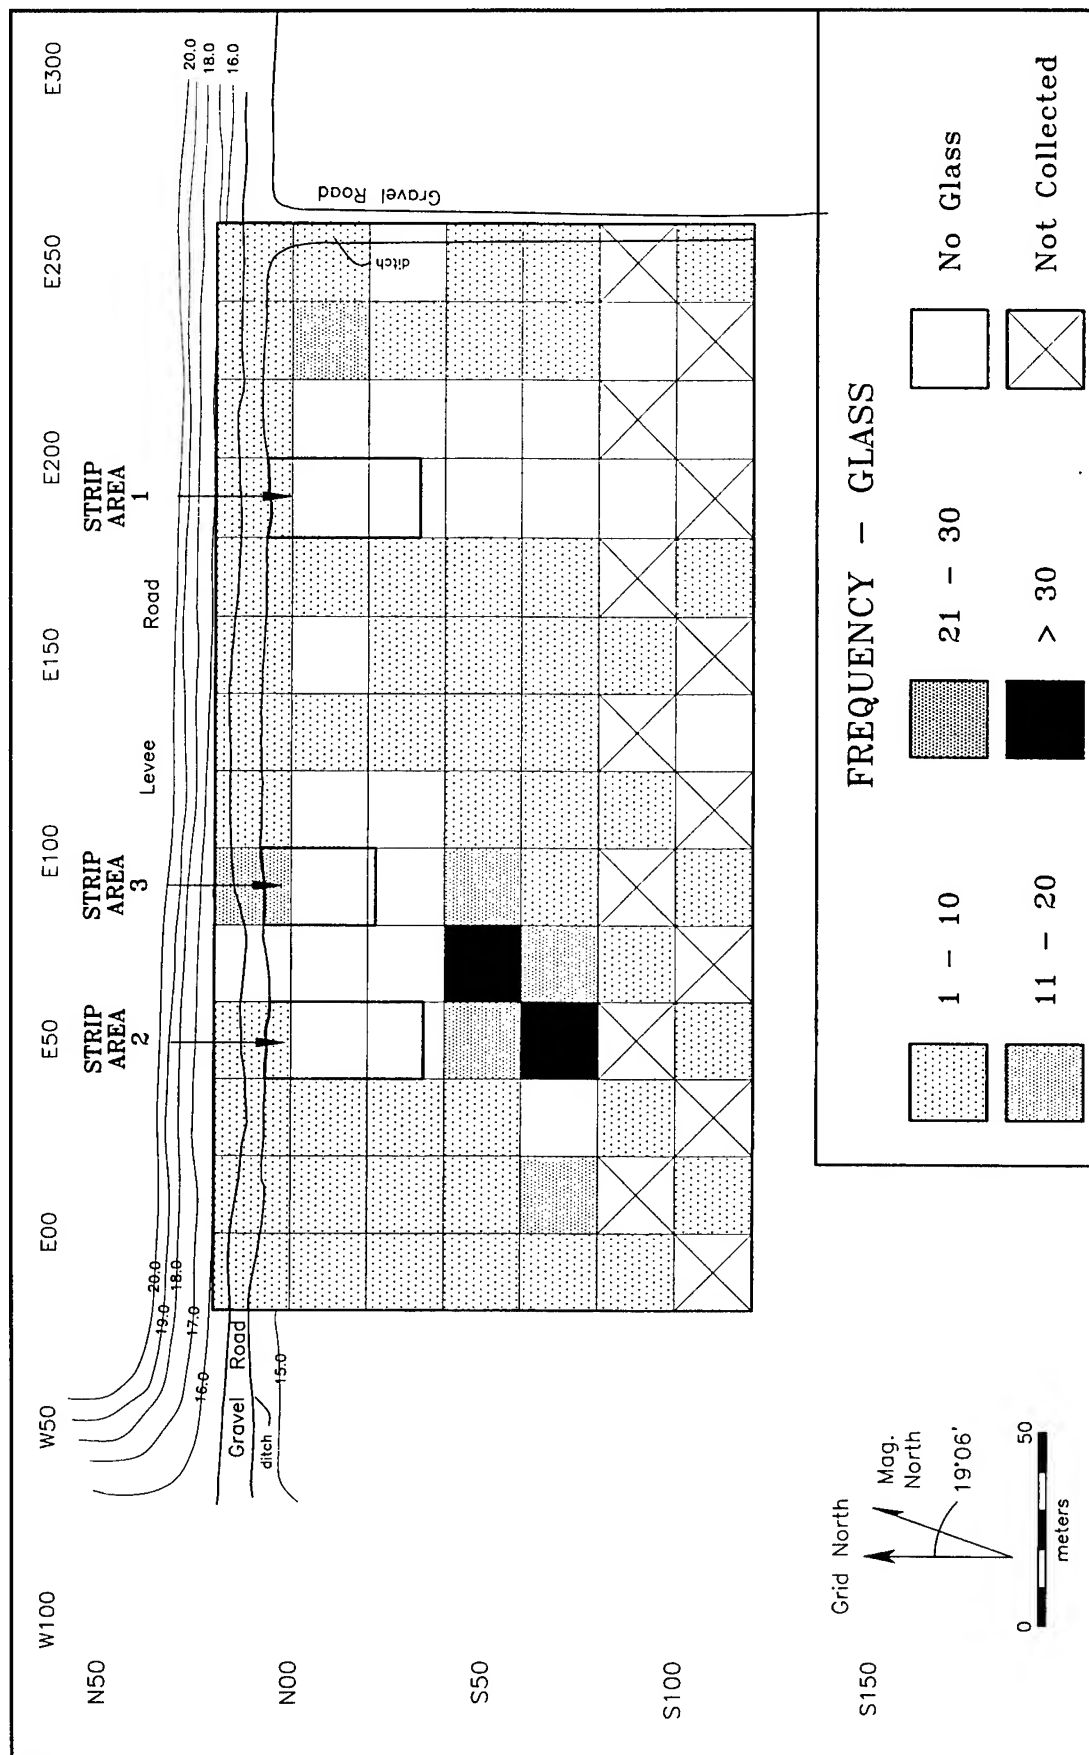 W100
W50
E00
E50
E100
E150
E200
E250
E300
N50
N00
S50
S100
S150
STRIP
AREA
2
STRIP
AREA
3
STRIP
AREA
1
Levee Road
20.0
19.0
18.0
17.0
16.0
15.0
20.0
18.0
16.0
Gravel Road
ditch
ditch
Gravel Road
Grid North
Mag.
North
19°06'
0 50
meters
FREQUENCY – GLASS
1 – 10
21 – 30
No Glass
11 – 20
> 30
Not Collected